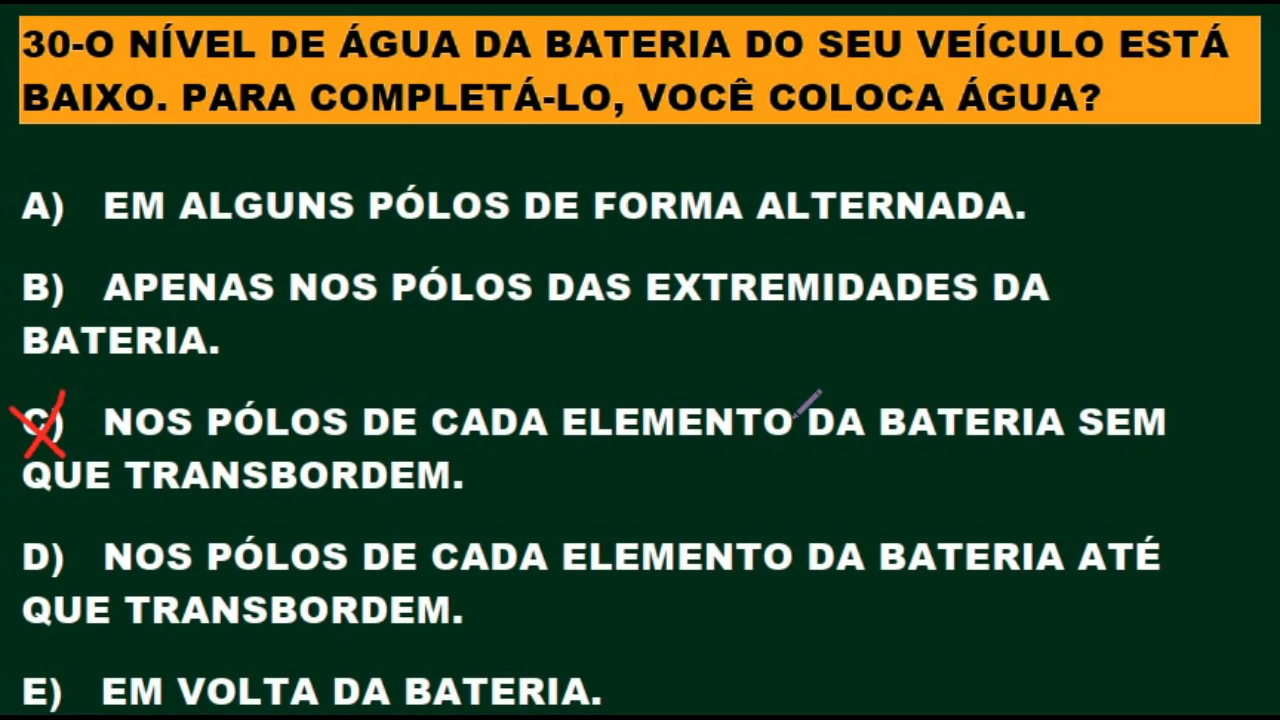 30-O NÍVEL DE ÁGUA DA BATERIA DO SEU VEÍCULO ESTÁ
BAIXO. PARA COMPLETÁ-LO, VOCÊ COLOCA ÁGUA?
A) EM ALGUNS PÓLOS DE FORMA ALTERNADA.
B) APENAS NOS PÓLOS DAS EXTREMIDADES DA
BATERIA.
C) NOS PÓLOS DE CADA ELEMENTO DA BATERIA SEM
QUE TRANSBORDEM.
D) NOS PÓLOS DE CADA ELEMENTO DA BATERIA ATÉ
QUE TRANSBORDEM.
E) EM VOLTA DA BATERIA.